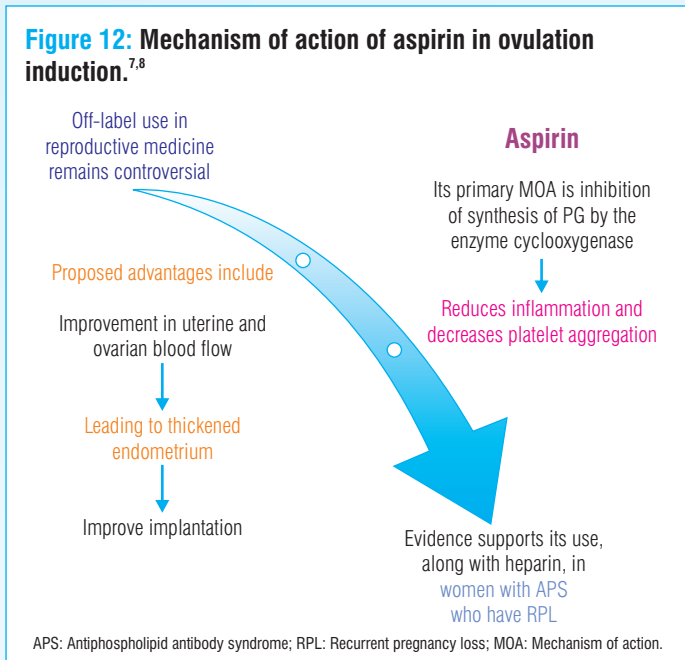 Figure 12: Mechanism of action of aspirin in ovulation
induction.7,8
Off-label use in
reproductive medicine
remains controversial
Proposed advantages include
Improvement in uterine and
ovarian blood flow
Leading to thickened
endometrium
Improve implantation
Aspirin
Its primary MOA is inhibition
of synthesis of PG by the
enzyme cyclooxygenase
Reduces inflammation and
decreases platelet aggregation
Evidence supports its use,
along with heparin, in
women with APS
who have RPL
APS: Antiphospholipid antibody syndrome; RPL: Recurrent pregnancy loss; MOA: Mechanism of action.